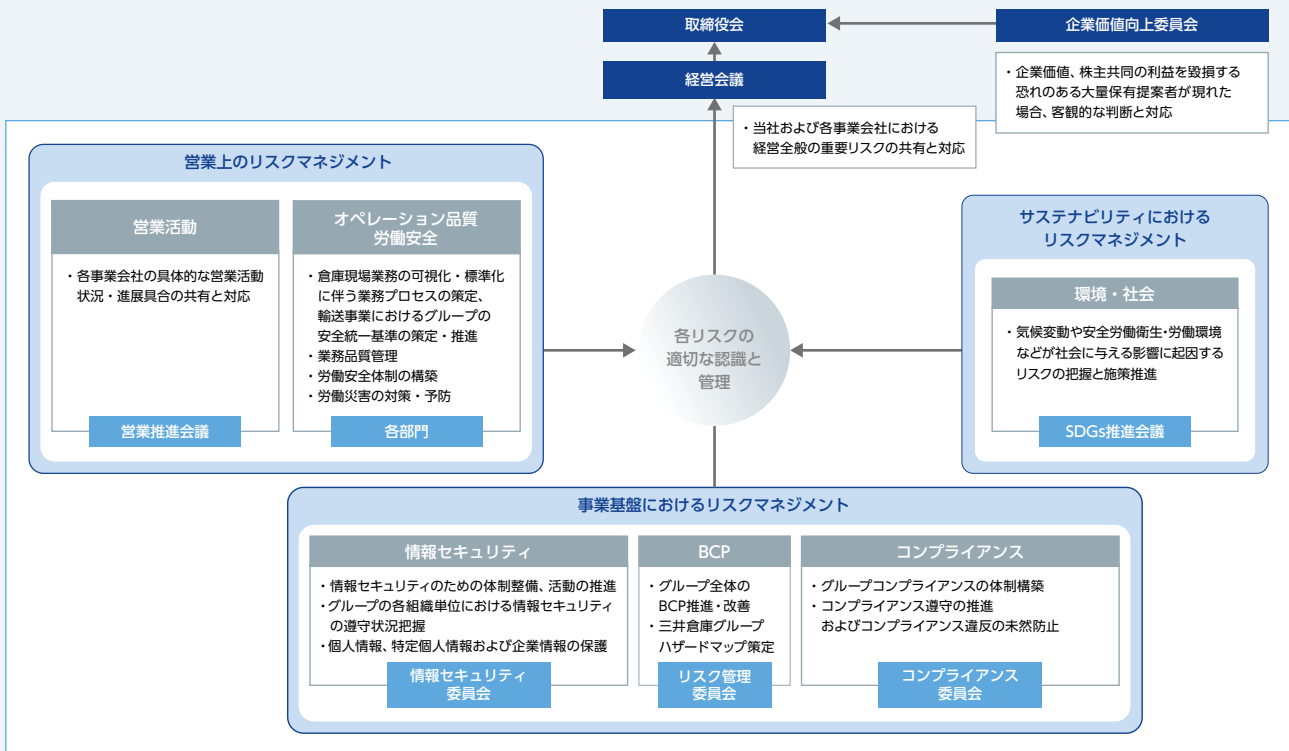 取締役会
企業価値向上委員会
経営会議
・企業価値、株主共同の利益を毀損する
恐れのある大量保有提案者が現れた
場合、客観的な判断と対応
・当社および各事業会社における
経営全般の重要リスクの共有と対応
営業上のリスクマネジメント
営業活動
・各事業会社の具体的な営業活動
状況・進展具合の共有と対応
営業推進会議
オペレーション品質
労働安全
・倉庫現場業務の可視化・標準化
に伴う業務プロセスの策定、
輸送事業におけるグループの
安全統一基準の策定・推進
・業務品質管理
・労働安全体制の構築
・労働災害の対策・予防
各部門
各リスクの
適切な認識と
管理
サステナビリティにおける
リスクマネジメント
環境・社会
・気候変動や安全労働衛生・労働環境
などが社会に与える影響に起因する
リスクの把握と施策推進
SDGs推進会議
事業基盤におけるリスクマネジメント
情報セキュリティ
・情報セキュリティのための体制整備、活動の推進
・グループの各組織単位における情報セキュリティ
の遵守状況把握
・個人情報、特定個人情報および企業情報の保護
情報セキュリティ
委員会
BCP
・グループ全体の
BCP推進・改善
・三井倉庫グループ
ハザードマップ策定
リスク管理
委員会
コンプライアンス
・グループコンプライアンスの体制構築
・コンプライアンス遵守の推進
およびコンプライアンス違反の未然防止
コンプライアンス
委員会